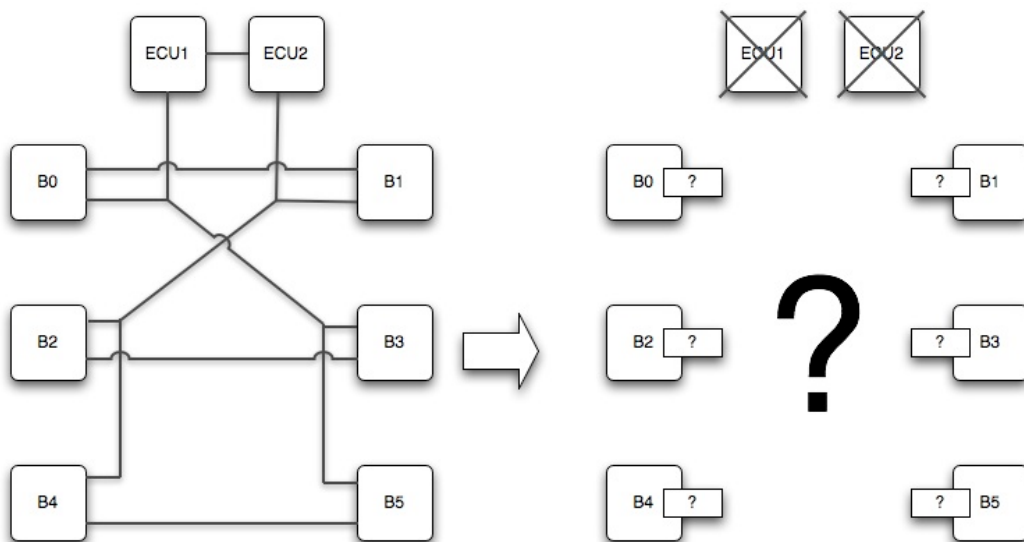 ECU1 ECU2 ECU1 ECU2
B0 B1 B0 ? ? B1
B2 B3 B2 ? ? B3
?
B4 B5 B4 ? ? B5